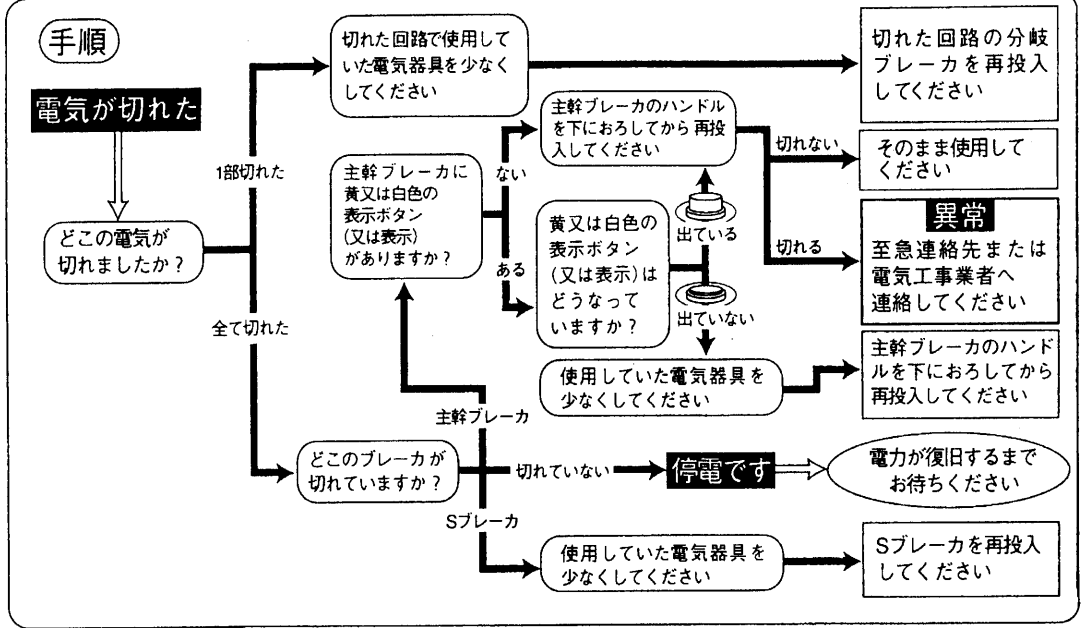 手順
電気が切れた
どこの電気が
切れましたか？
1部切れた
切れた回路で使用して
いた電気器具を少なく
してください
切れた回路の分岐
ブレーカを再投入
してください
全て切れた
どこのブレーカが
切れていますか？
主幹ブレーカ
主幹ブレーカに
黄又は白色の
表示ボタン
(又は表示)
がありますか？
ない
主幹ブレーカのハンドル
を下におろしてから 再投
入してください
切れない
そのまま使用して
ください
切れる
異常
至急連絡先または
電気工事業者へ
連絡してください
ある
黄又は白色の
表示ボタン
(又は表示)は
どうなって
いますか？
出ている
出ていない
使用していた電気器具を
少なくしてください
主幹ブレーカのハンド
ルを下におろしてから
再投入してください
切れていない
停電です
電力が復旧するまで
お待ちください
Sブレーカ
使用していた電気器具を
少なくしてください
Sブレーカを再投入
してください